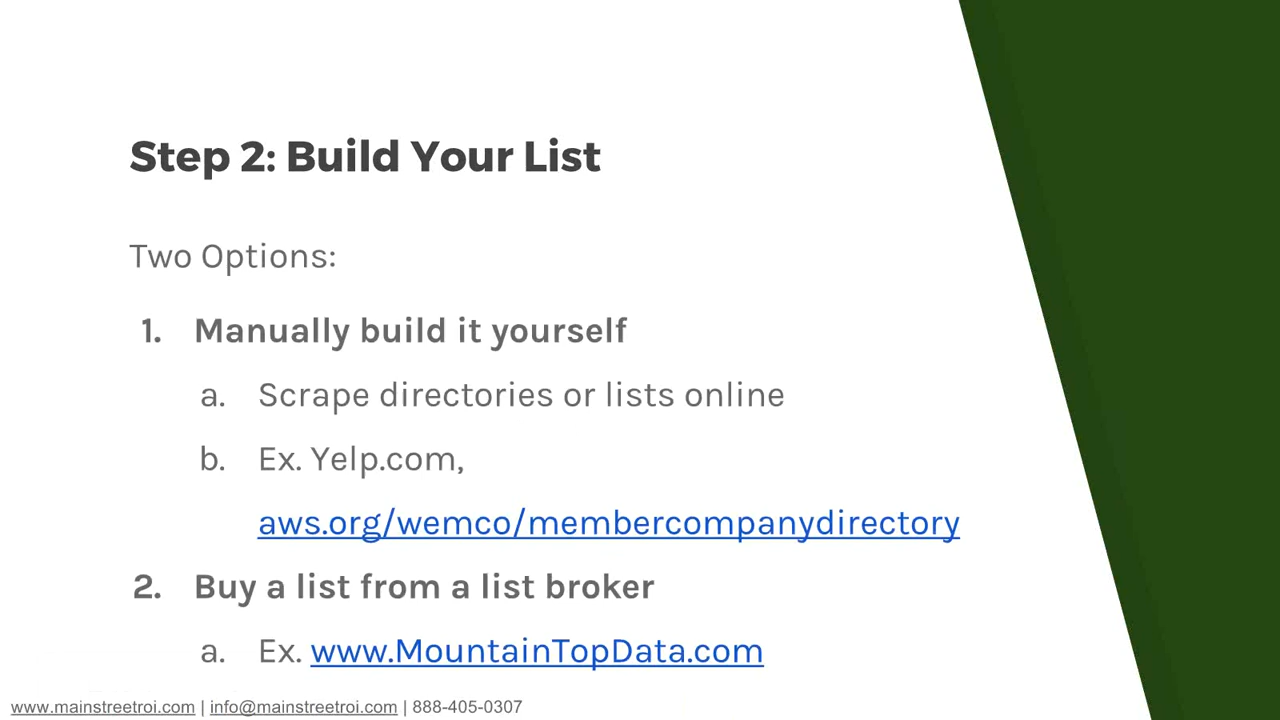 Step 2: Build Your List
Two Options:
1. Manually build it yourself
a. Scrape directories or lists online
b. Ex. Yelp.com,
aws.org/wemco/membercompanydirectory
2. Buy a list from a list broker
a. Ex. www.MountainTopData.com
www.mainstreetroi.com | info@mainstreetroi.com | 888-405-0307